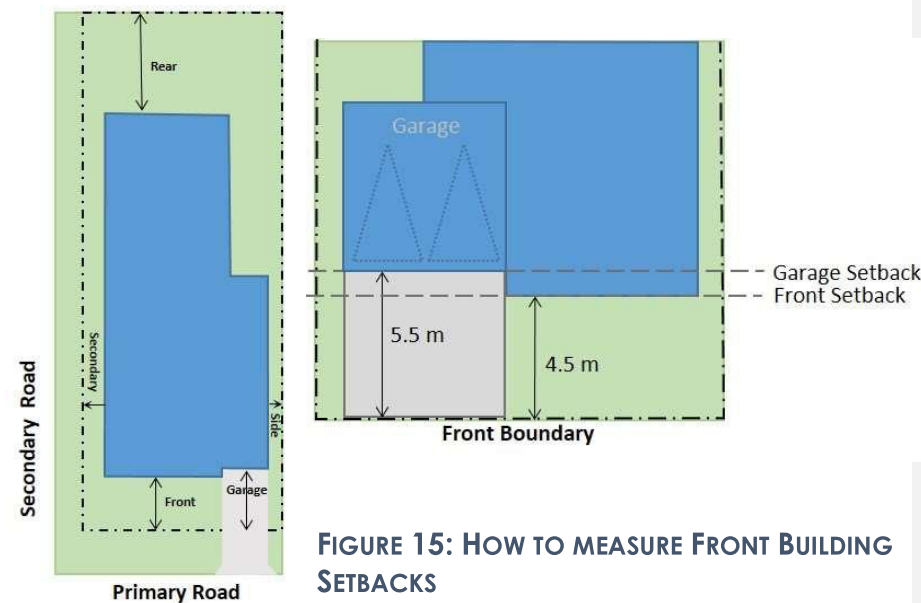 Rear
Secondary
Side
Front
Garage
Secondary Road
Primary Road
Garage
Garage Setback
Front Setback
5.5 m
4.5 m
Front Boundary
FIGURE 15: HOW TO MEASURE FRONT BUILDING
SETBACKS